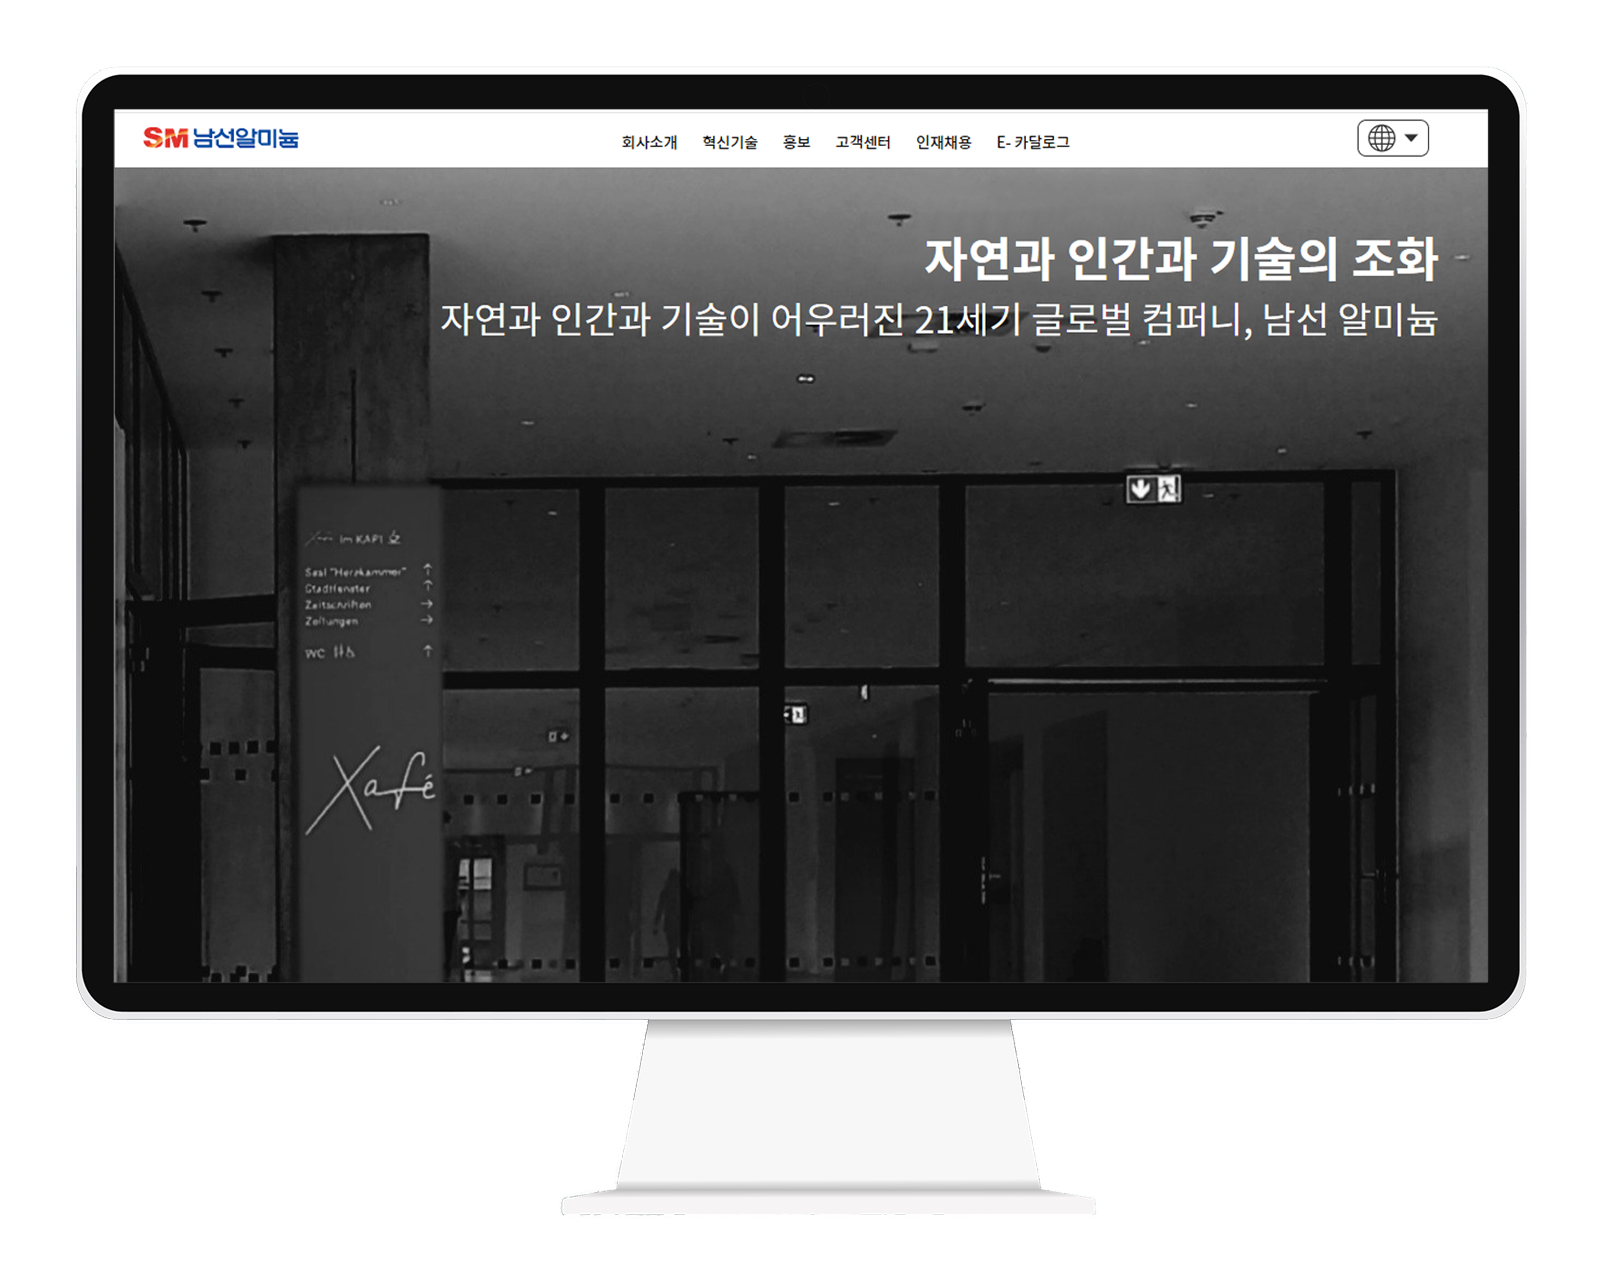 SM 남선알미늄
회사소개 혁신기술 홍보 고객센터 인재채용 E- 카달로그
자연과 인간과 기술의 조화
자연과 인간과 기술이 어우러진 21세기 글로벌 컴퍼니, 남선 알미늄
im KAP1
Saal "Herzkammer" ↑
Stadtfenster ↑
Zeitschriften →
Zeitungen →
WC ↑
Xafé